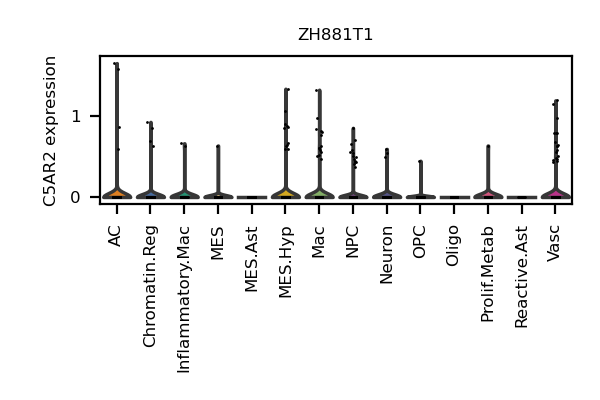 ZH881T1
C5AR2 expression
1
0
AC
Chromatin.Reg
Inflammatory.Mac
MES
MES.Ast
MES.Hyp
Mac
NPC
Neuron
OPC
Oligo
Prolif.Metab
Reactive.Ast
Vasc